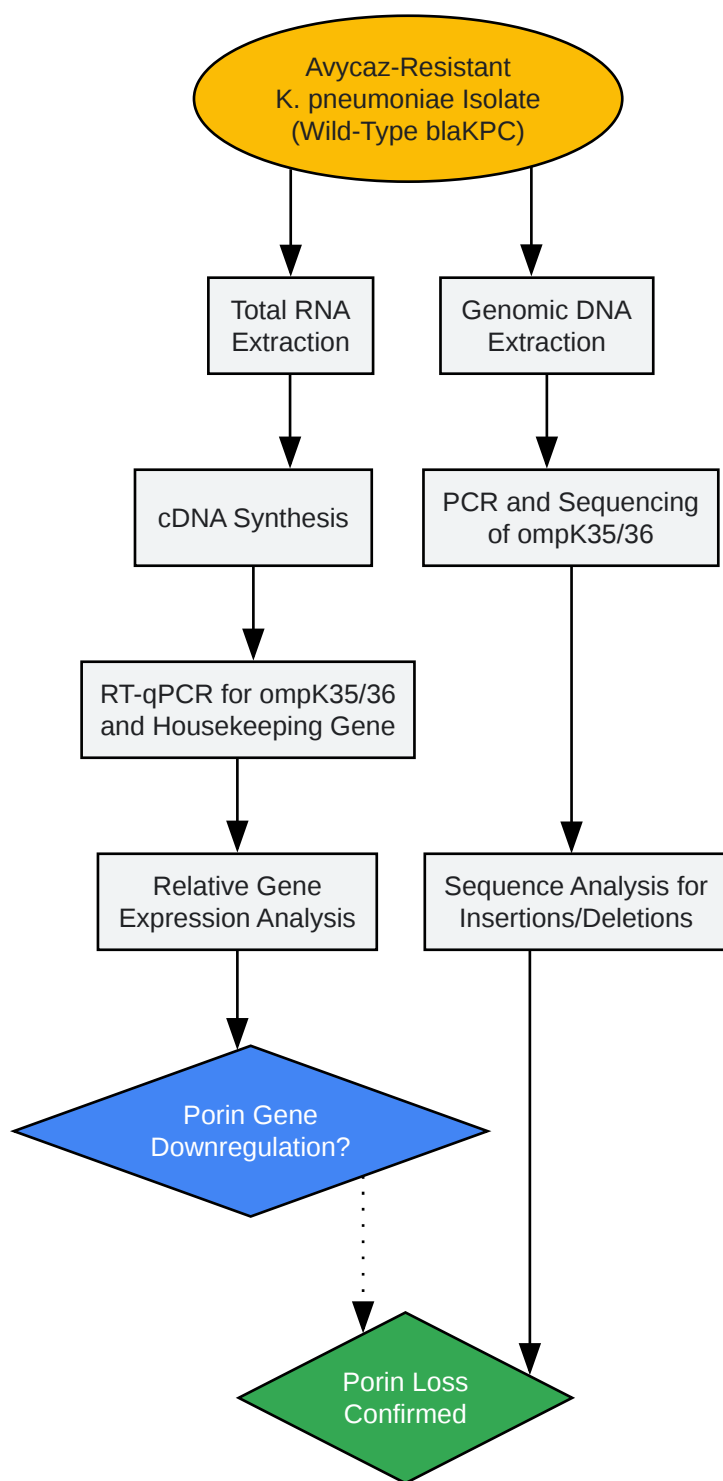 Avycaz-Resistant
K. pneumoniae Isolate
(Wild-Type blaKPC)
Total RNA
Extraction
Genomic DNA
Extraction
cDNA Synthesis
PCR and Sequencing
of ompK35/36
RT-qPCR for ompK35/36
and Housekeeping Gene
Relative Gene
Expression Analysis
Sequence Analysis for
Insertions/Deletions
Porin Gene
Downregulation?
Porin Loss
Confirmed